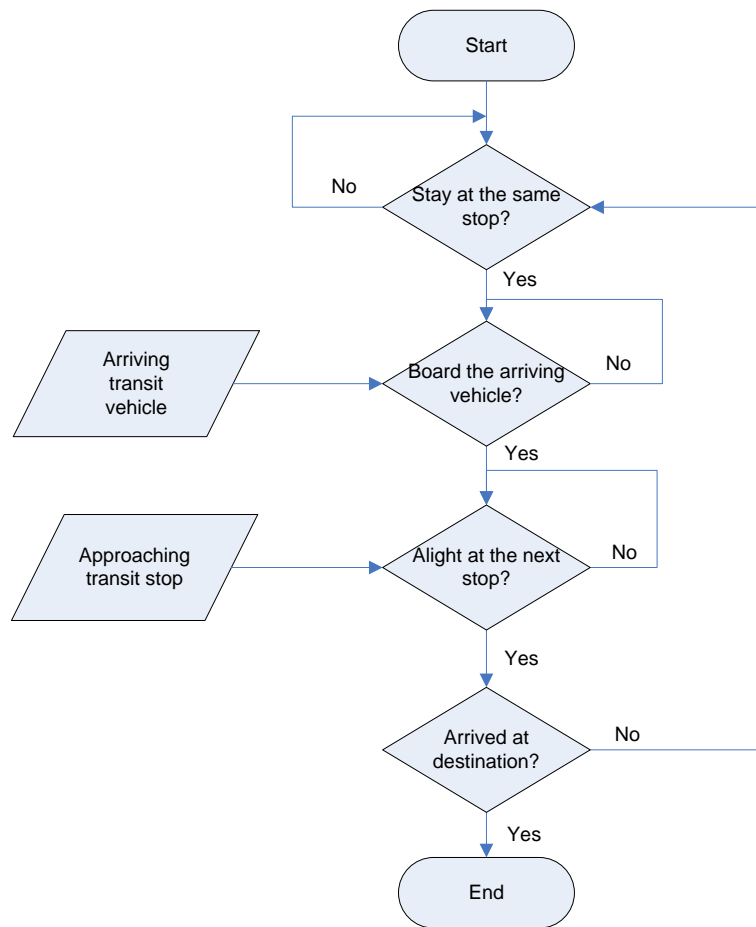 Start
No
Stay at the same
stop?
Yes
Arriving
transit
vehicle
Board the arriving
vehicle?
No
Yes
Approaching
transit stop
Alight at the next
stop?
No
Yes
Arrived at
destination?
No
Yes
End